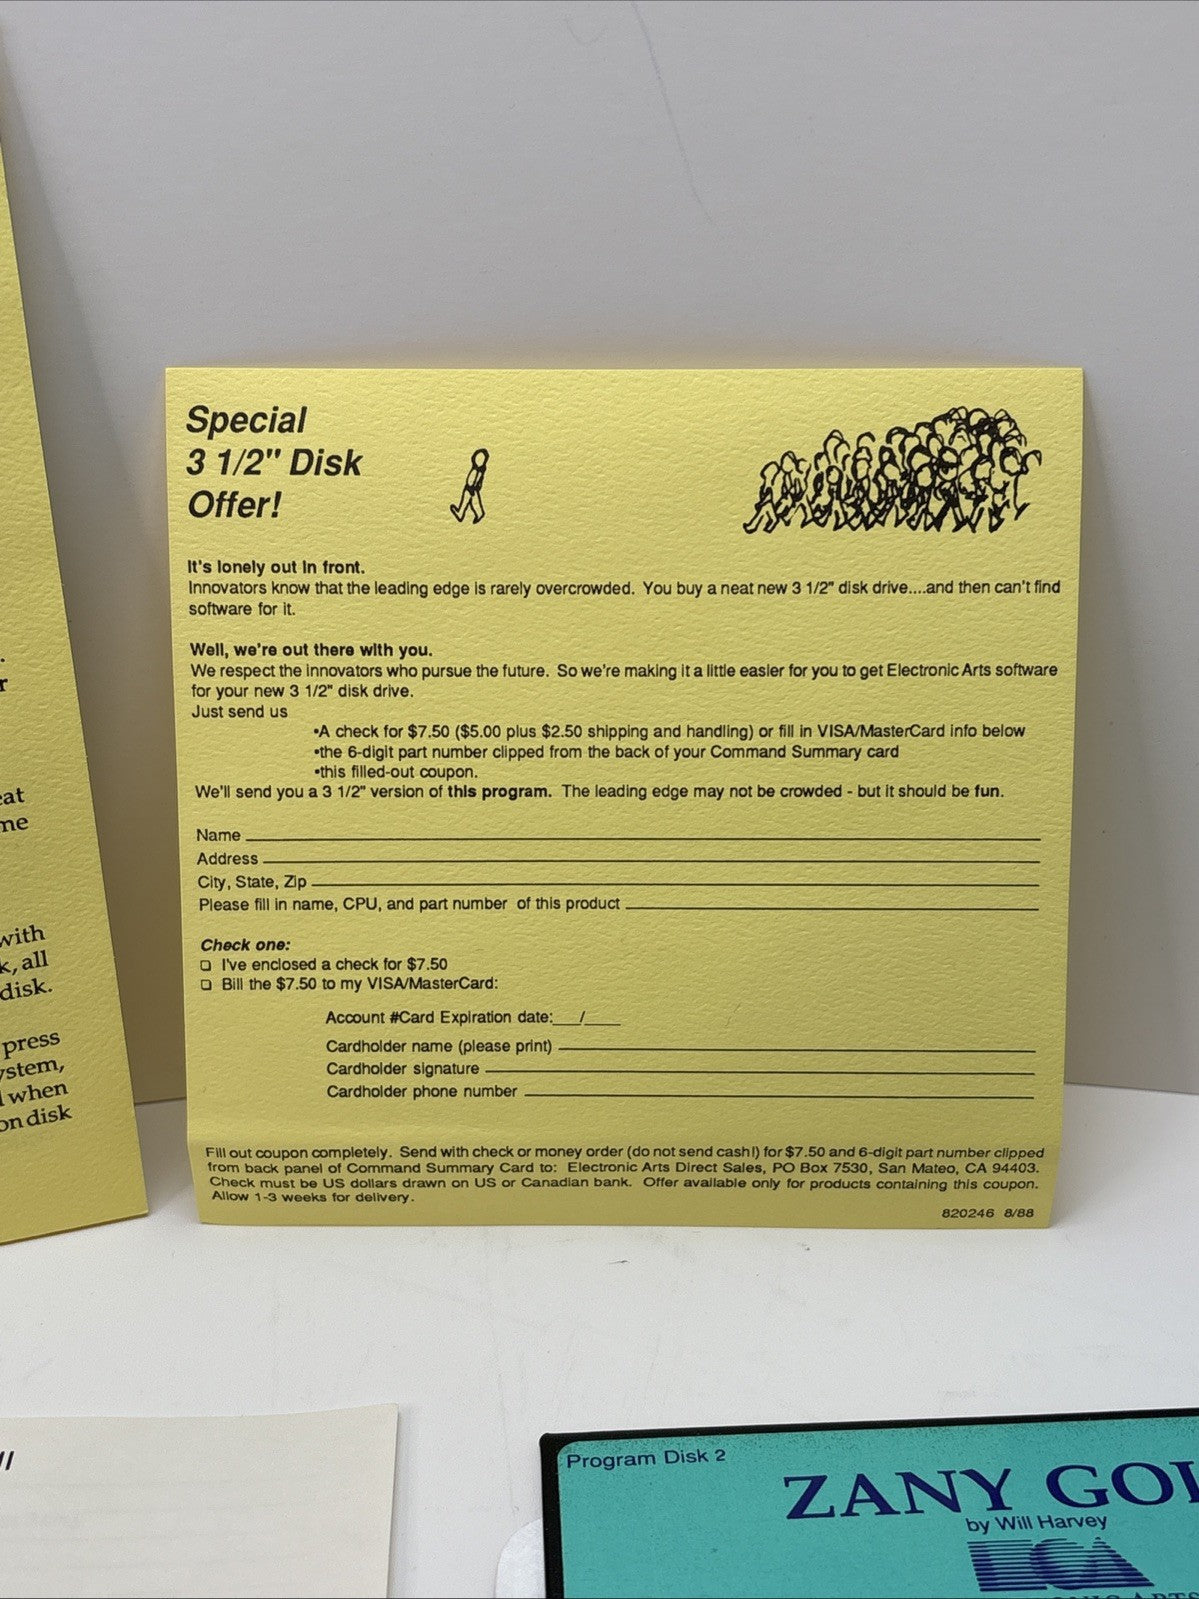 Special
3 1/2" Disk
Offer!
It's lonely out in front.
Innovators know that the leading edge is rarely overcrowded. You buy a neat new 3 1/2" disk drive....and then can't find
software for it.
Well, we're out there with you.
We respect the innovators who pursue the future. So we're making it a little easier for you to get Electronic Arts software
for your new 3 1/2" disk drive.
Just send us
•A check for $7.50 ($5.00 plus $2.50 shipping and handling) or fill in VISA/MasterCard info below
•the 6-digit part number clipped from the back of your Command Summary card
•this filled-out coupon.
We'll send you a 3 1/2" version of this program. The leading edge may not be crowded - but it should be fun.
Name
Address
City, State, Zip
Please fill in name, CPU, and part number of this product
Check one:
❑ I've enclosed a check for $7.50
❑ Bill the $7.50 to my VISA/MasterCard:
Account #Card Expiration date:___/____
Cardholder name (please print)
Cardholder signature
Cardholder phone number
Fill out coupon completely. Send with check or money order (do not send cash!) for $7.50 and 6-digit part number clipped
from back panel of Command Summary Card to: Electronic Arts Direct Sales, PO Box 7530, San Mateo, CA 94403.
Check must be US dollars drawn on US or Canadian bank. Offer available only for products containing this coupon.
Allow 1-3 weeks for delivery.
820246 8/88
with
all
disk.
press
when
on disk
Program Disk 2
ZANY GOL
by Will Harvey